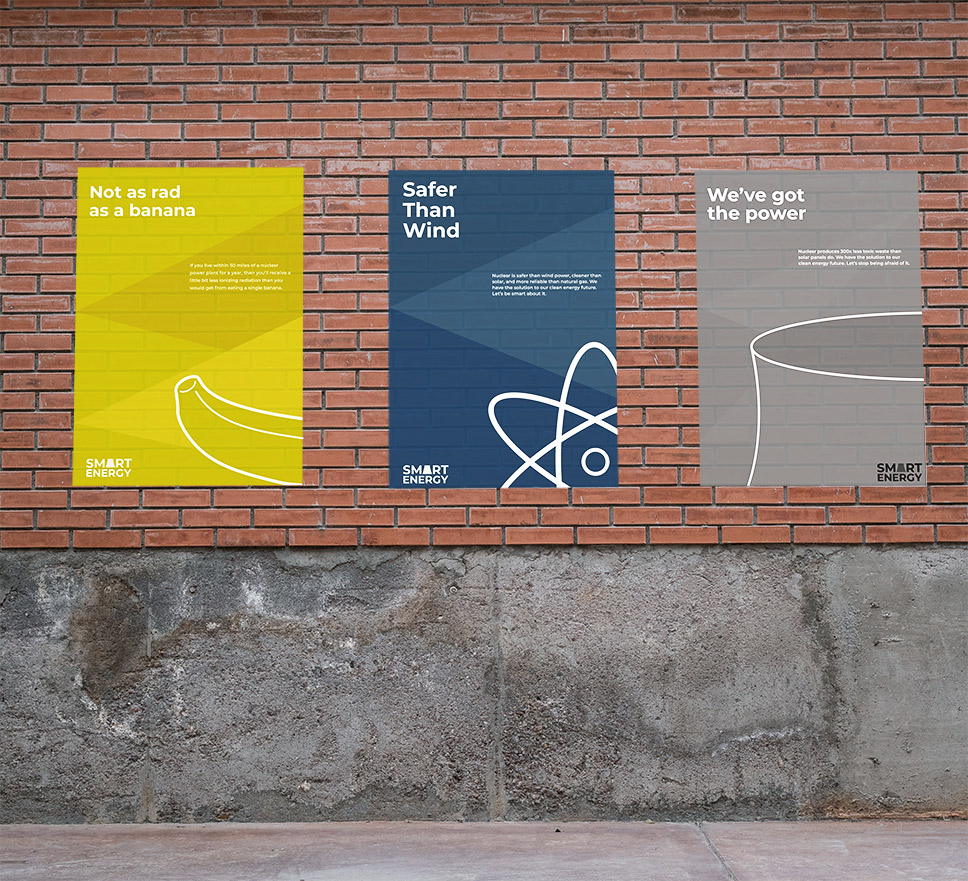 Not as rad
as a banana
If you live within 50 miles of a nuclear
power plant for a year, then you'll receive a
little bit less ionizing radiation than you
would get from eating a single banana.
SMART
ENERGY
Safer
Than
Wind
Nuclear is safer than wind power, cleaner than
solar, and more reliable than natural gas. We
have the solution to our clean energy future.
Let's be smart about it.
SMART
ENERGY
We've got
the power
Nuclear produces 300x less toxic waste than
solar panels do. We have the solution to our
clean energy future. Let's stop being afraid of it.
SMART
ENERGY